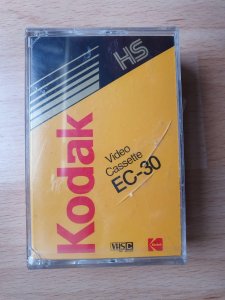 HS
Kodak
Video
Cassette
EC-30
VHS C
Kodak